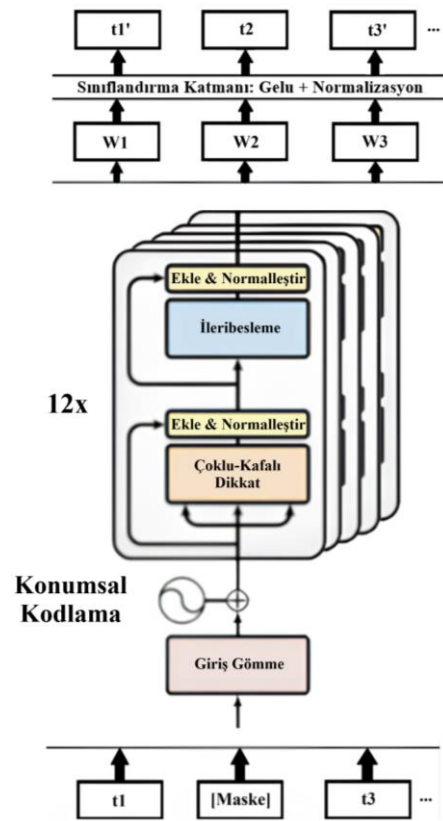 t1' t2 t3' ...
Sınıflandırma Katmanı: Gelu + Normalizasyon
W1 W2 W3
Ekle & Normalleştir
İleribesleme
12x
Ekle & Normalleştir
Çoklu-Kafalı
Dikkat
Konumsal
Kodlama
Giriş Gömme
t1 [Maske] t3 ...